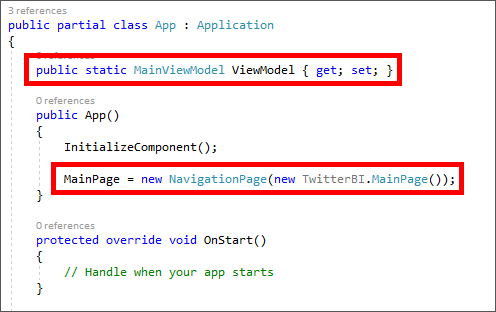 3 references
public partial class App : Application
{
0 references
public static MainViewModel ViewModel { get; set; }
0 references
public App()
{
InitializeComponent();
MainPage = new NavigationPage(new TwitterBI.MainPage());
}
0 references
protected override void OnStart()
{
// Handle when your app starts
}